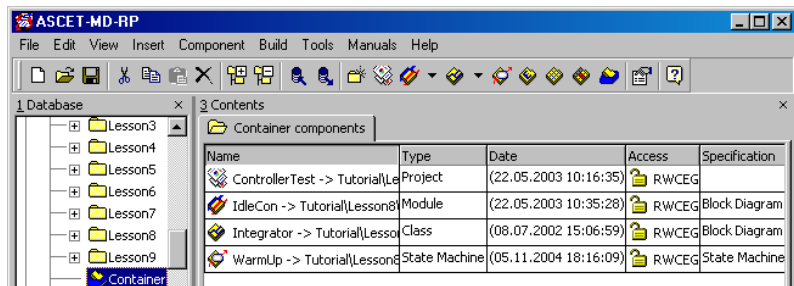 ASCET-MD-RP
File Edit View Insert Component Build Tools Manuals Help
1 Database
3 Contents
Lesson3
Lesson4
Lesson5
Lesson6
Lesson7
Lesson8
Lesson9
Container
Container components
Name Type Date Access Specification
ControllerTest -> Tutorial\Le Project (22.05.2003 10:16:35) RWCEG
IdleCon -> Tutorial\Lesson8\ Module (22.05.2003 10:35:28) RWCEG Block Diagram
Integrator -> Tutorial\Lesso Class (08.07.2002 15:06:59) RWCEG Block Diagram
WarmUp -> Tutorial\Lesson8 State Machine (05.11.2004 18:16:09) RWCEG State Machine